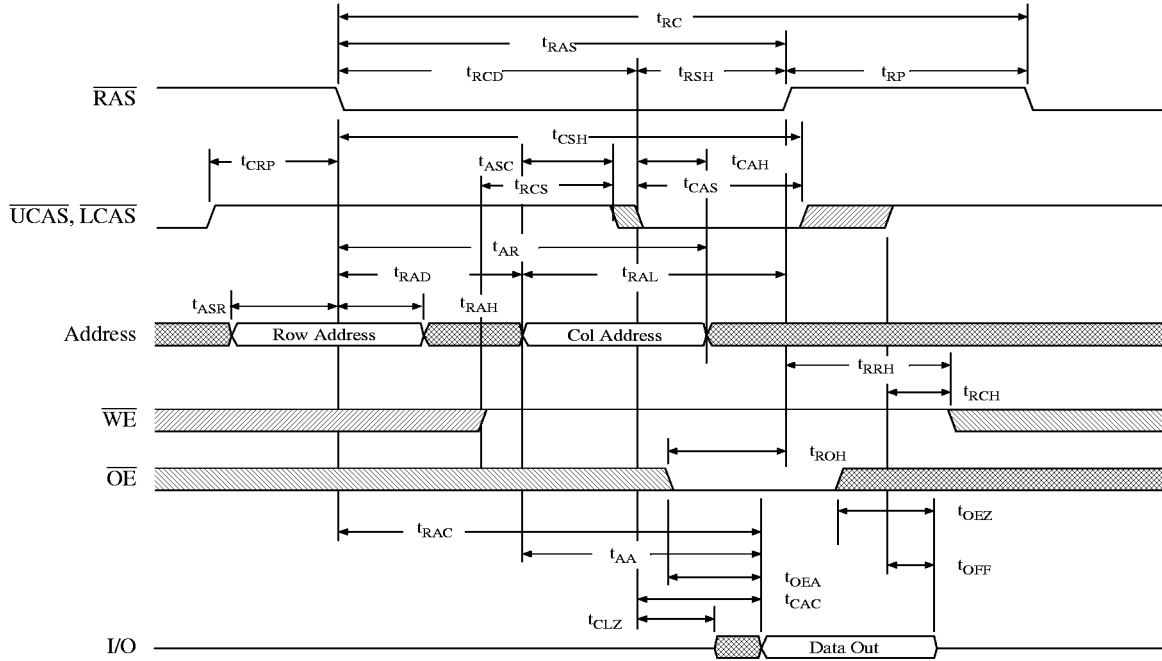 tRC
tRAS
tRCD tRSH tRP
RAS
tCSH
tCRP tASC tCAH
tRCS tCAS
UCAS, LCAS
tAR
tRAD tRAL
tASR tRAH
Address Row Address Col Address
tRRH
tRCH
WE
tROH
OE
tOEZ
tRAC
tAA tOFF
tOEA
tCAC
tCLZ
I/O Data Out